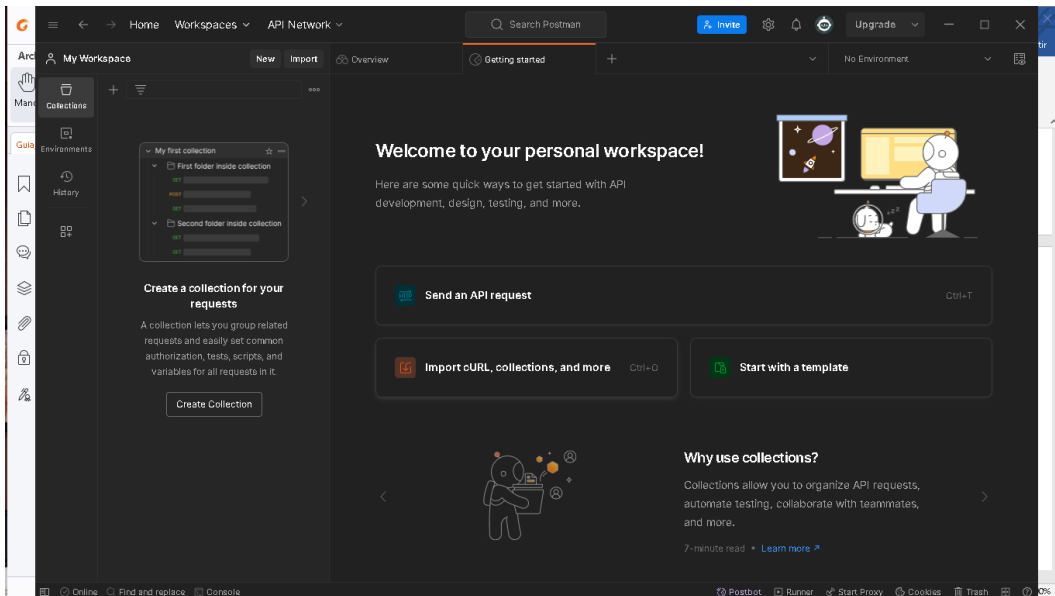 Home Workspaces API Network Search Postman Invite Upgrade
My Workspace New Import Overview Getting started No Environment
Collections
Environments
History
My first collection
First folder inside collection
GET
POST
GET
Second folder inside collection
GET
GET
Create a collection for your
requests
A collection lets you group related
requests and easily set common
authorization, tests, scripts, and
variables for all requests in it.
Create Collection
Welcome to your personal workspace!
Here are some quick ways to get started with API
development, design, testing, and more.
Send an API request Ctrl+T
Import cURL, collections, and more Ctrl+O
Start with a template
Why use collections?
Collections allow you to organize API requests,
automate testing, collaborate with teammates,
and more.
7-minute read • Learn more ↗
Online Find and replace Console Postbot Runner Start Proxy Cookies Trash
Arc
Mano
Guia
tir
0%